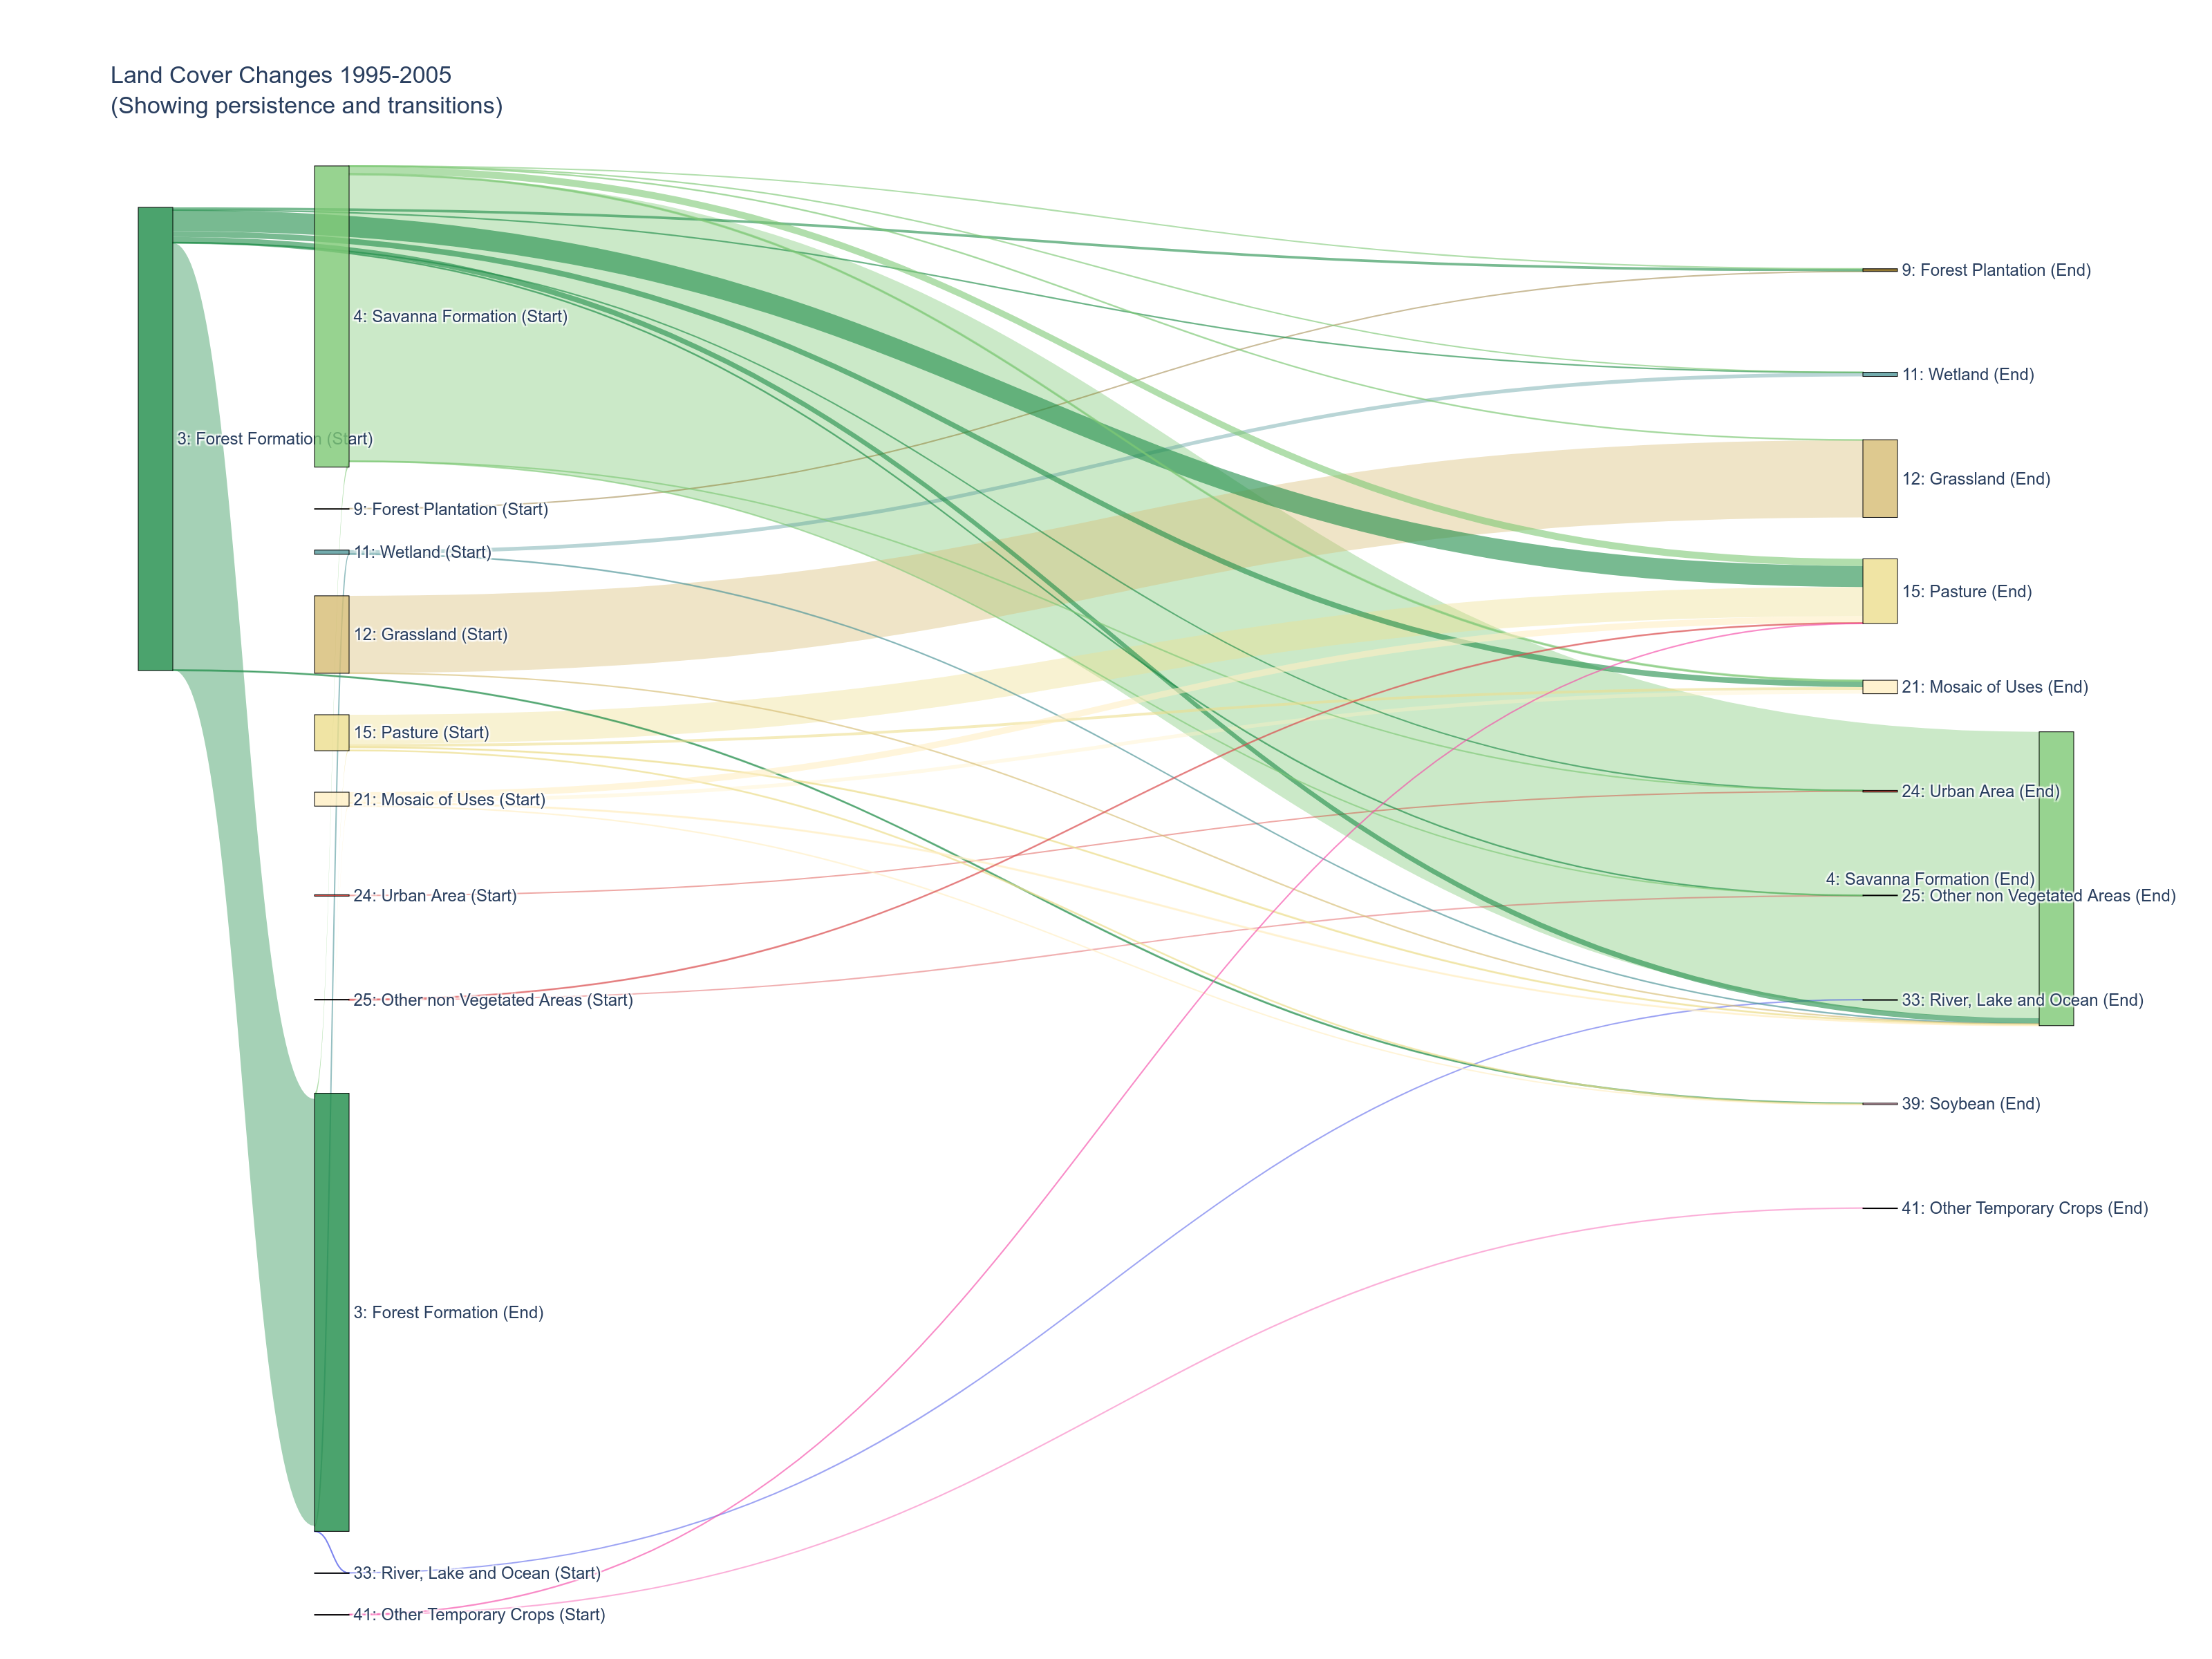 Land Cover Changes 1995-2005
(Showing persistence and transitions)
9: Forest Plantation (End)
4: Savanna Formation (Start)
11: Wetland (End)
3: Forest Formation (Start)
12: Grassland (End)
9: Forest Plantation (Start)
11: Wetland (Start)
15: Pasture (End)
12: Grassland (Start)
21: Mosaic of Uses (End)
15: Pasture (Start)
24: Urban Area (End)
21: Mosaic of Uses (Start)
4: Savanna Formation (End)
24: Urban Area (Start)
25: Other non Vegetated Areas (End)
25: Other non Vegetated Areas (Start)
33: River, Lake and Ocean (End)
39: Soybean (End)
41: Other Temporary Crops (End)
3: Forest Formation (End)
33: River, Lake and Ocean (Start)
41: Other Temporary Crops (Start)